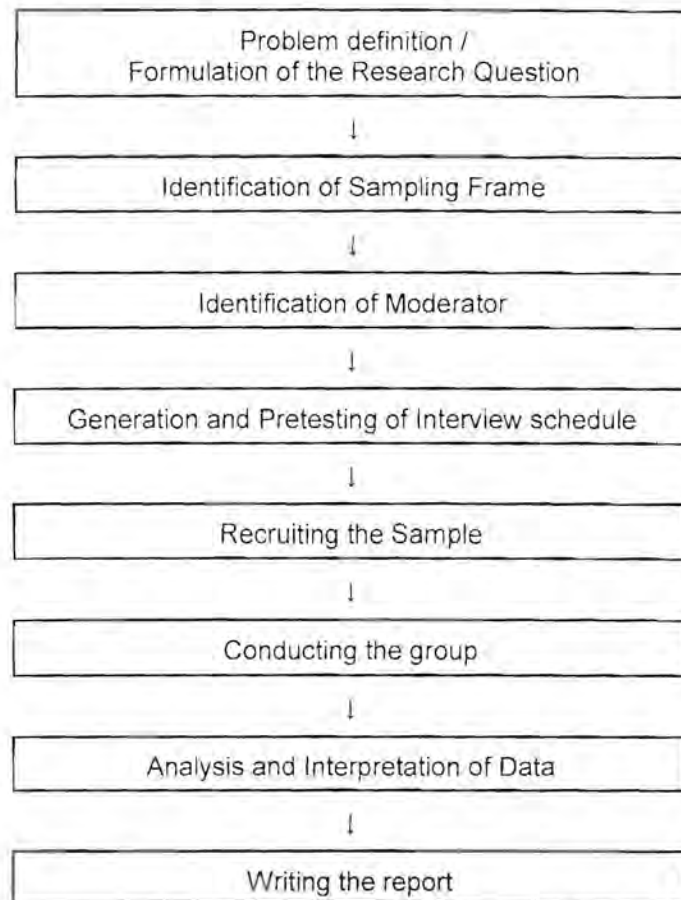 Problem definition /
Formulation of the Research Question
↓
Identification of Sampling Frame
↓
Identification of Moderator
↓
Generation and Pretesting of Interview schedule
↓
Recruiting the Sample
↓
Conducting the group
↓
Analysis and Interpretation of Data
↓
Writing the report